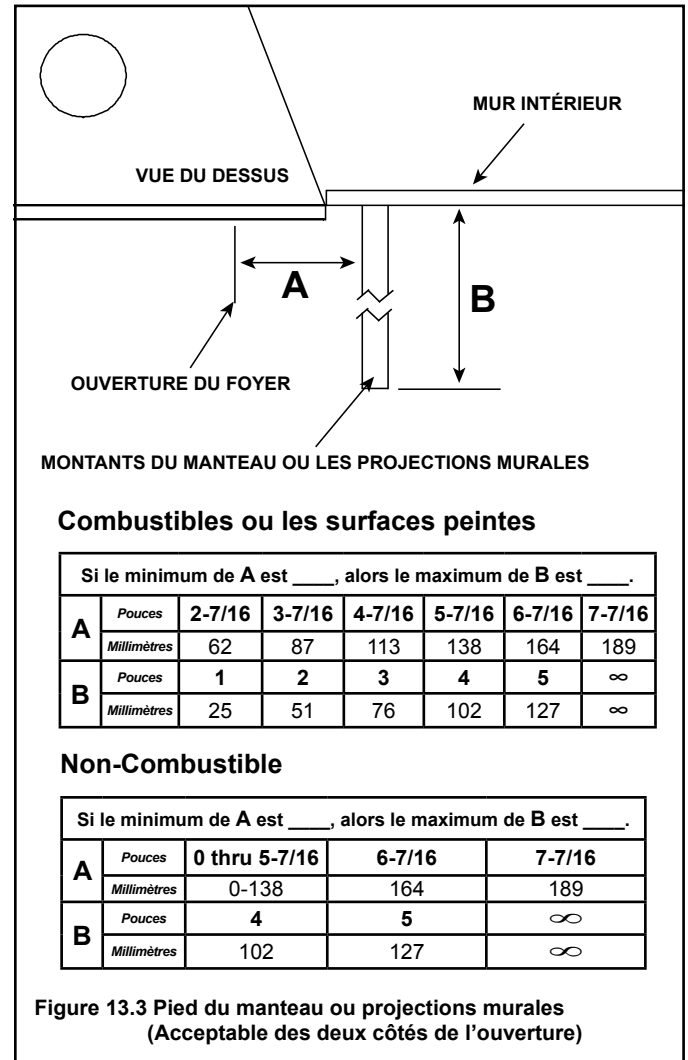 MUR INTÉRIEUR
VUE DU DESSUS
A
B
OUVERTURE DU FOYER
MONTANTS DU MANTEAU OU LES PROJECTIONS MURALES
Combustibles ou les surfaces peintes
Si le minimum de A est ____, alors le maximum de B est ____.
A Pouces 2-7/16 3-7/16 4-7/16 5-7/16 6-7/16 7-7/16
Millimètres 62 87 113 138 164 189
B Pouces 1 2 3 4 5 ∞
Millimètres 25 51 76 102 127 ∞
Non-Combustible
Si le minimum de A est ____, alors le maximum de B est ____.
A Pouces 0 thru 5-7/16 6-7/16 7-7/16
Millimètres 0-138 164 189
B Pouces 4 5 ∞
Millimètres 102 127 ∞
Figure 13.3 Pied du manteau ou projections murales
(Acceptable des deux côtés de l’ouverture)